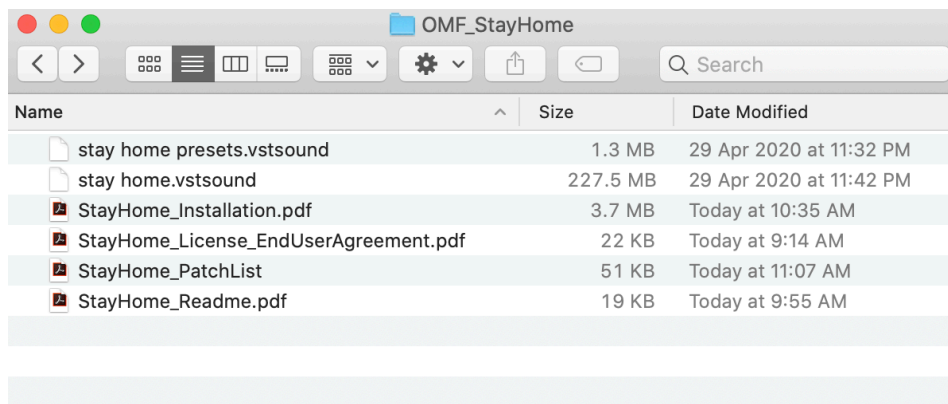 OMF_StayHome
Search
Name Size Date Modified
stay home presets.vstsound 1.3 MB 29 Apr 2020 at 11:32 PM
stay home.vstsound 227.5 MB 29 Apr 2020 at 11:42 PM
StayHome_Installation.pdf 3.7 MB Today at 10:35 AM
StayHome_License_EndUserAgreement.pdf 22 KB Today at 9:14 AM
StayHome_PatchList 51 KB Today at 11:07 AM
StayHome_Readme.pdf 19 KB Today at 9:55 AM